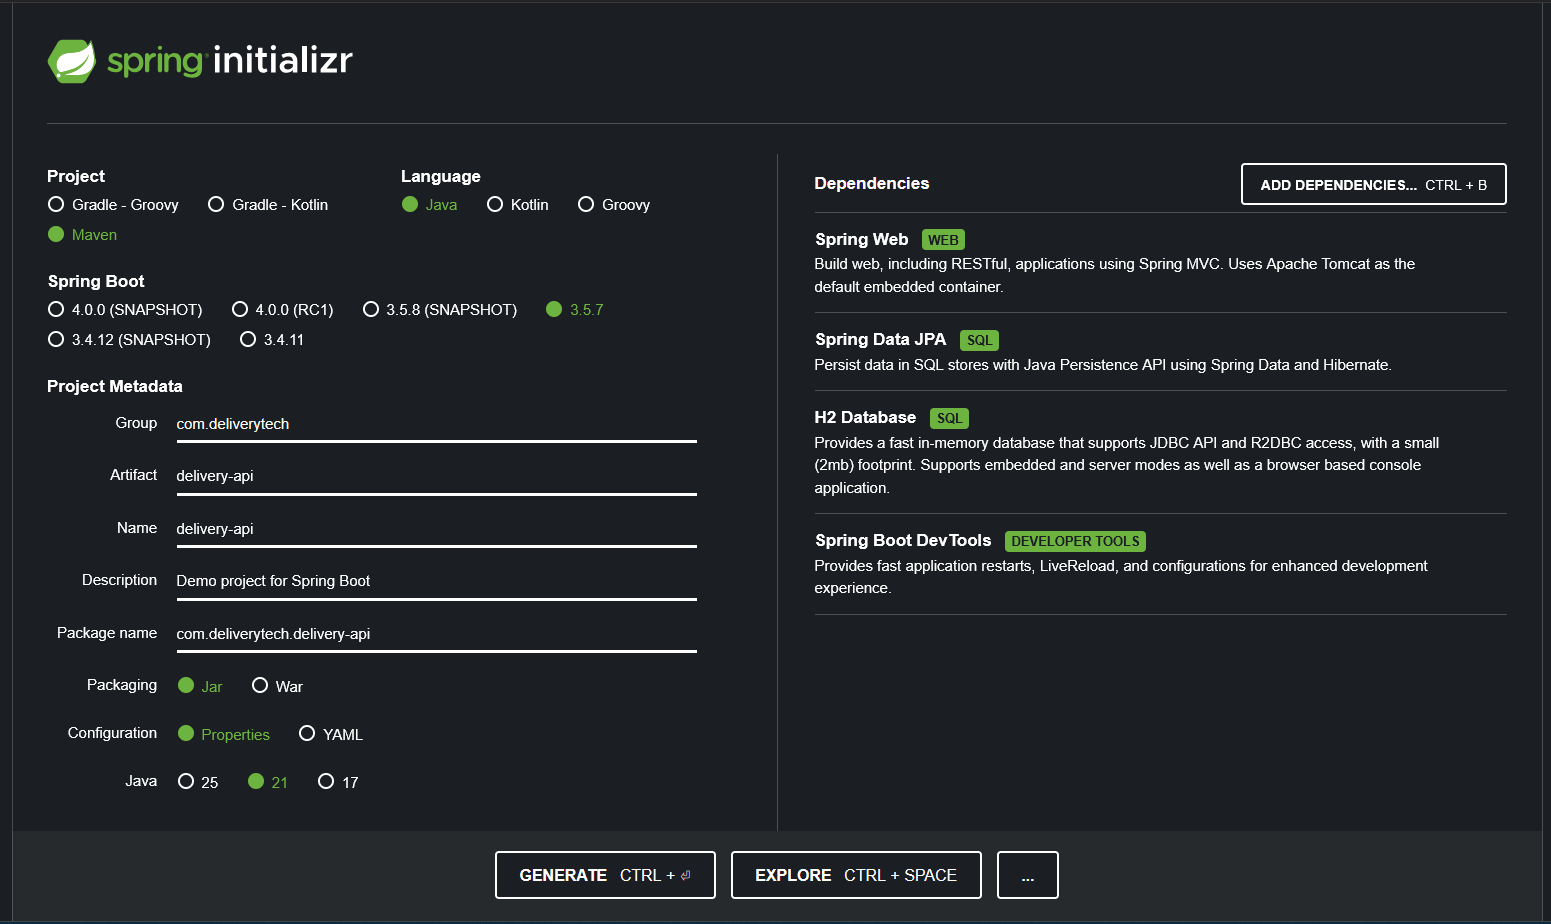 spring initializr
Project
Gradle - Groovy
Gradle - Kotlin
Maven
Language
Java
Kotlin
Groovy
Spring Boot
4.0.0 (SNAPSHOT)
4.0.0 (RC1)
3.5.8 (SNAPSHOT)
3.5.7
3.4.12 (SNAPSHOT)
3.4.11
Project Metadata
Group
com.deliverytech
Artifact
delivery-api
Name
delivery-api
Description
Demo project for Spring Boot
Package name
com.deliverytech.delivery-api
Packaging
Jar
War
Configuration
Properties
YAML
Java
25
21
17
Dependencies
ADD DEPENDENCIES... CTRL + B
Spring Web WEB
Build web, including RESTful, applications using Spring MVC. Uses Apache Tomcat as the
default embedded container.
Spring Data JPA SQL
Persist data in SQL stores with Java Persistence API using Spring Data and Hibernate.
H2 Database SQL
Provides a fast in-memory database that supports JDBC API and R2DBC access, with a small
(2mb) footprint. Supports embedded and server modes as well as a browser based console
application.
Spring Boot DevTools DEVELOPER TOOLS
Provides fast application restarts, LiveReload, and configurations for enhanced development
experience.
GENERATE CTRL + ⏎
EXPLORE CTRL + SPACE
...